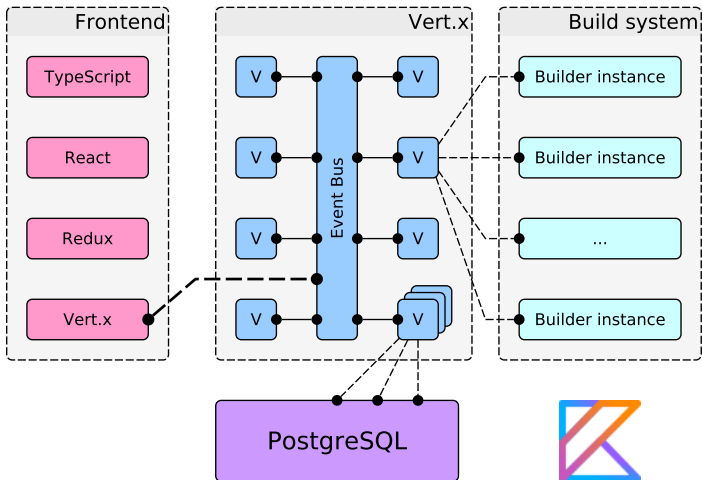 Frontend
TypeScript
React
Redux
Vert.x
Vert.x
V
V
V
V
Event Bus
V
V
V
V
Build system
Builder instance
Builder instance
...
Builder instance
PostgreSQL